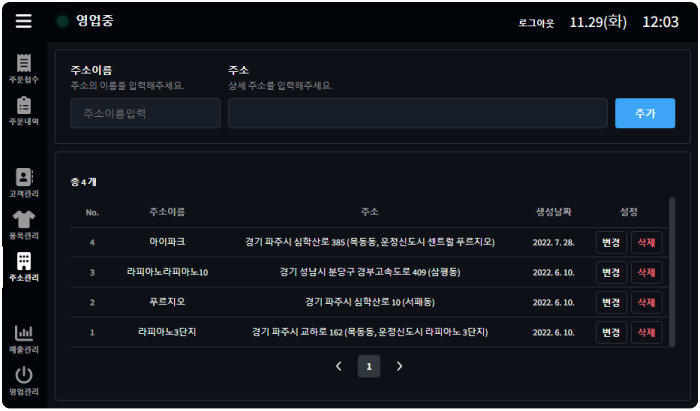 영업중
로그아웃 11.29(화) 12:03
주문접수
주문내역
고객관리
품목관리
주소관리
매출관리
영업관리
주소이름 주소
주소의 이름을 입력해주세요. 상세 주소를 입력해주세요.
주소이름입력 추가
총 4 개
No. 주소이름 주소 생성날짜 설정
4 아이파크 경기 파주시 심학산로 385 (목동동, 운정신도시 센트럴 푸르지오) 2022. 7. 28. 변경 삭제
3 라피아노라피아노10 경기 성남시 분당구 경부고속도로 409 (삼평동) 2022. 6. 10. 변경 삭제
2 푸르지오 경기 파주시 심학산로 10 (서패동) 2022. 6. 10. 변경 삭제
1 라피아노3단지 경기 파주시 교하로 162 (목동동, 운정신도시 라피아노 3단지) 2022. 6. 10. 변경 삭제
1